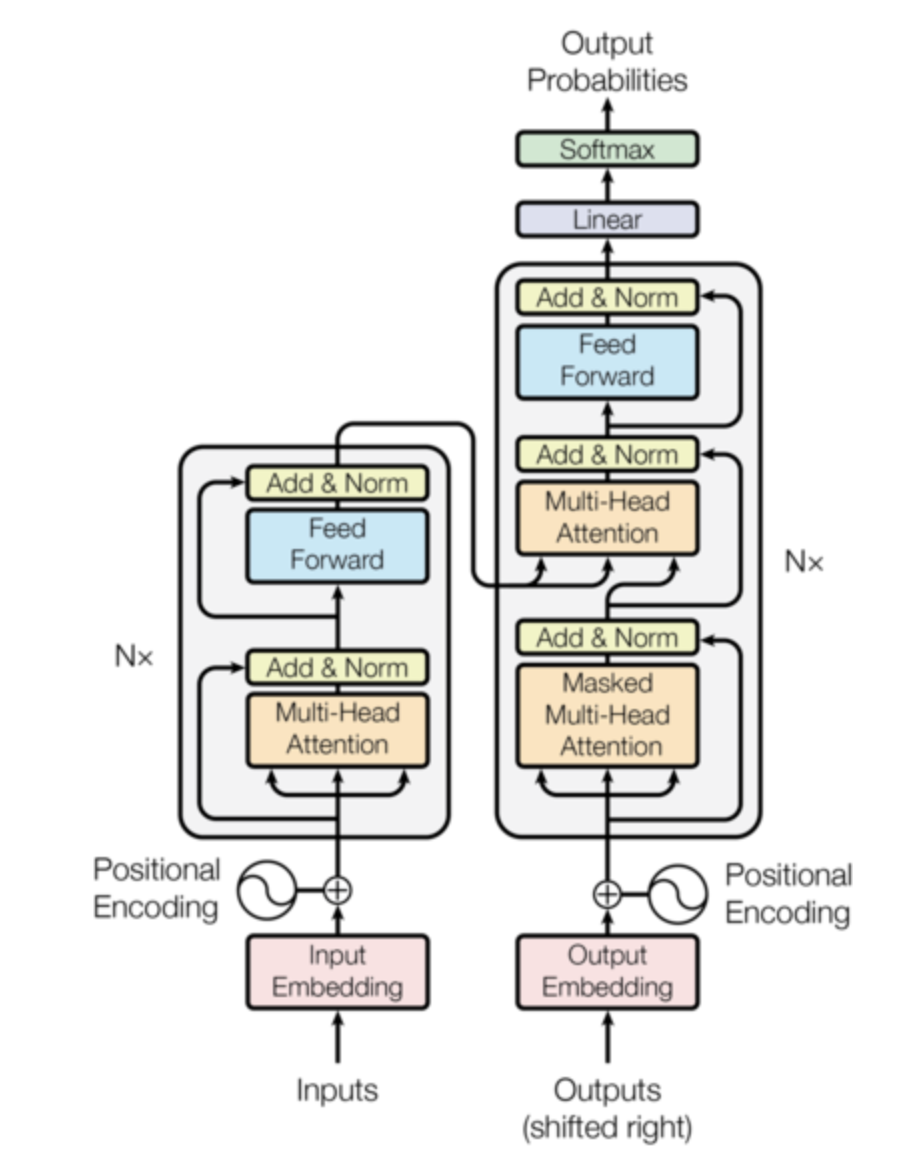 Output
Probabilities
Softmax
Linear
Add & Norm
Feed
Forward
Add & Norm
Multi-Head
Attention
Add & Norm
Masked
Multi-Head
Attention
N×
Add & Norm
Feed
Forward
Add & Norm
Multi-Head
Attention
N×
Positional
Encoding
Positional
Encoding
Input
Embedding
Output
Embedding
Inputs
Outputs
(shifted right)